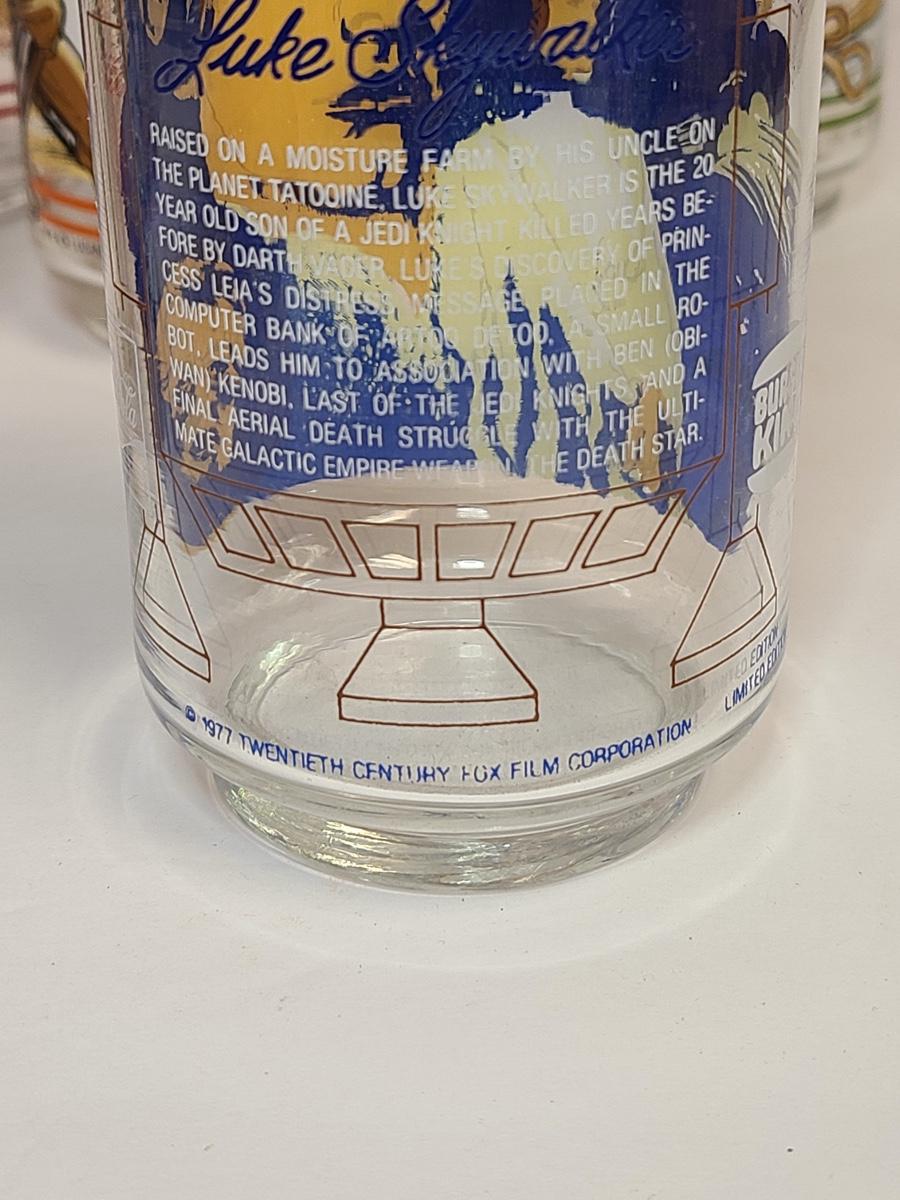 Luke Skywalker
RAISED ON A MOISTURE FARM BY HIS UNCLE ON
THE PLANET TATOOINE, LUKE SKYWALKER IS THE 20
YEAR OLD SON OF A JEDI KNIGHT KILLED YEARS BE-
FORE BY DARTH VADER. LUKE'S DISCOVERY OF PRIN-
CESS LEIA'S DISTRESS MESSAGE, PLACED IN THE
COMPUTER BANK OF ARTOO DETOO, A SMALL RO-
BOT, LEADS HIM TO ASSOCIATION WITH BEN (OBI-
WAN) KENOBI, LAST OF THE JEDI KNIGHTS, AND A
FINAL AERIAL DEATH STRUGGLE WITH THE ULTI-
MATE GALACTIC EMPIRE WEAPON, THE DEATH STAR.
BUR
KIN
LIMITED EDITION
© 1977 TWENTIETH CENTURY FOX FILM CORPORATION